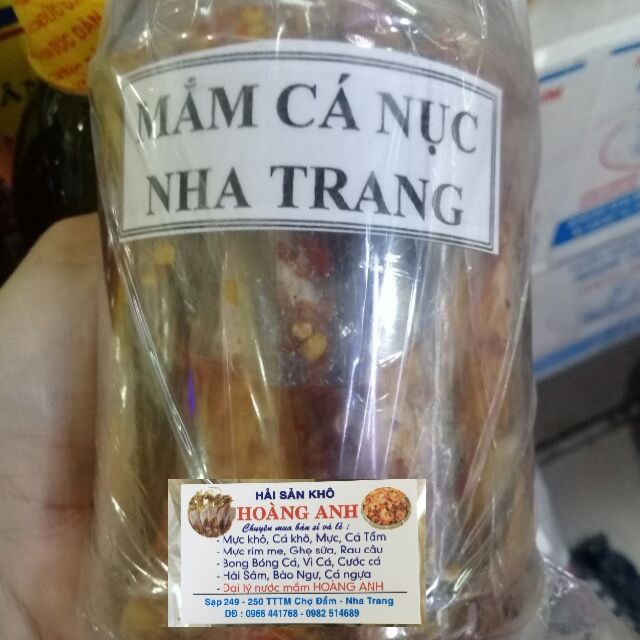 MẮM CÁ NỤC
NHA TRANG
HẢI SẢN KHÔ
HOÀNG ANH
Chuyên mua bán sỉ và lẻ :
- Mực khô, Cá khô, Mực, Cá Tẩm
- Mực rim me, Ghẹ sữa, Rau câu
- Bong Bóng Cá, Vi Cá, Cước cá
- Hải Sâm, Bào Ngư, Cá ngựa
- Đại lý nước mắm HOÀNG ANH
Sạp 249 - 250 TTTM Chợ Đầm - Nha Trang
DĐ : 0966 441768 - 0982 514689